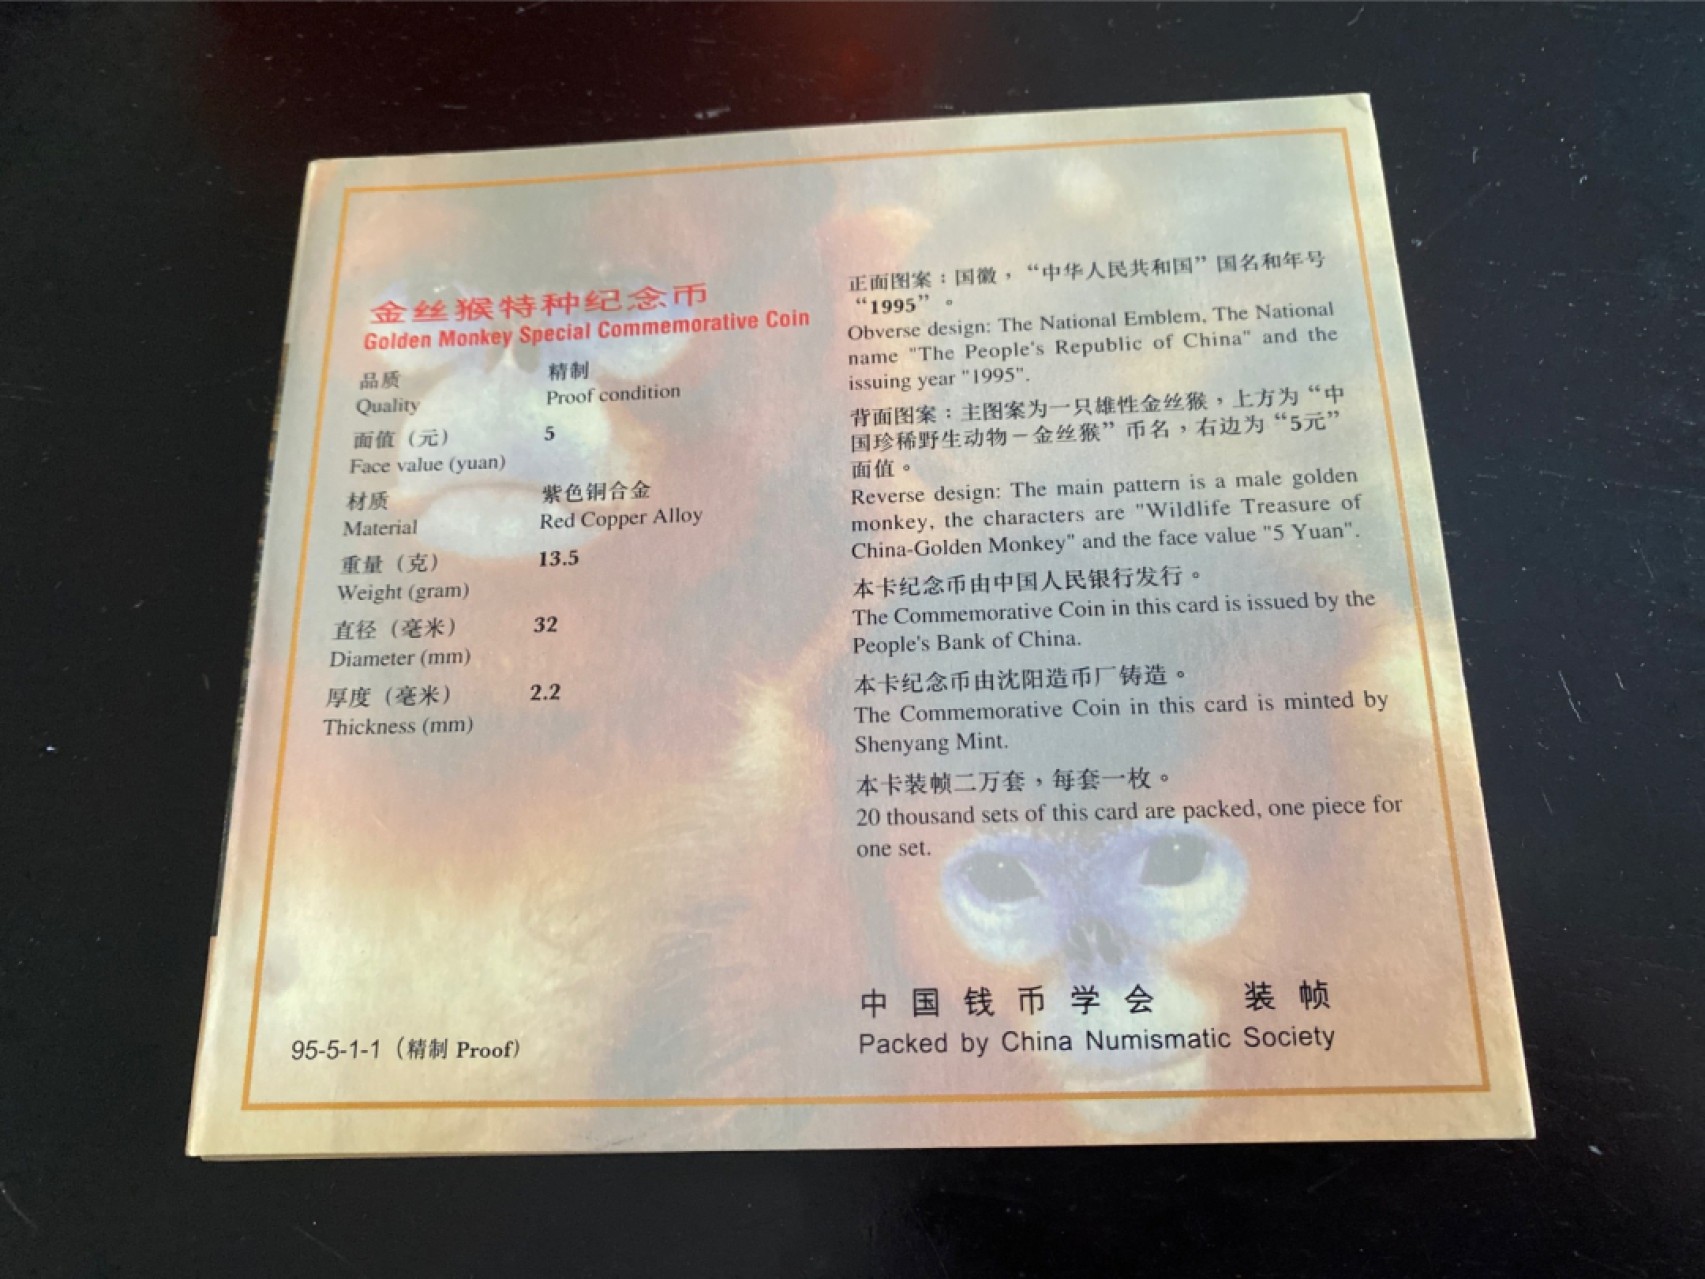 金丝猴特种纪念币
Golden Monkey Special Commemorative Coin
品质 精制
Quality Proof condition
面值（元） 5
Face value (yuan)
材质 紫色铜合金
Material Red Copper Alloy
重量（克） 13.5
Weight (gram)
直径（毫米） 32
Diameter (mm)
厚度（毫米） 2.2
Thickness (mm)
95-5-1-1（精制 Proof）
正面图案：国徽，“中华人民共和国”国名和年号
“1995”。
Obverse design: The National Emblem, The National
name "The People's Republic of China" and the
issuing year "1995".
背面图案：主图案为一只雄性金丝猴，上方为“中
国珍稀野生动物－金丝猴”币名，右边为“5元”
面值。
Reverse design: The main pattern is a male golden
monkey, the characters are "Wildlife Treasure of
China-Golden Monkey" and the face value "5 Yuan".
本卡纪念币由中国人民银行发行。
The Commemorative Coin in this card is issued by the
People's Bank of China.
本卡纪念币由沈阳造币厂铸造。
The Commemorative Coin in this card is minted by
Shenyang Mint.
本卡装帧二万套，每套一枚。
20 thousand sets of this card are packed, one piece for
one set.
中国钱币学会 装帧
Packed by China Numismatic Society